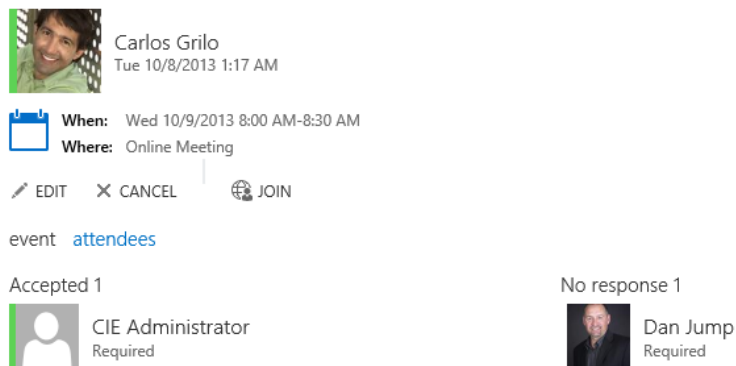 Carlos Grilo
Tue 10/8/2013 1:17 AM
When: Wed 10/9/2013 8:00 AM-8:30 AM
Where: Online Meeting
EDIT CANCEL JOIN
event attendees
Accepted 1 No response 1
CIE Administrator Dan Jump
Required Required